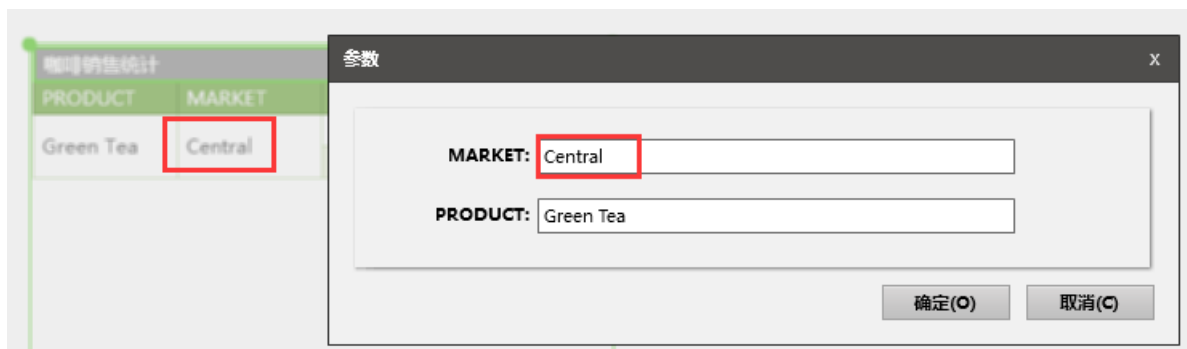 咖啡销售统计
PRODUCT MARKET
Green Tea Central
参数 x
MARKET: Central
PRODUCT: Green Tea
确定(O) 取消(C)